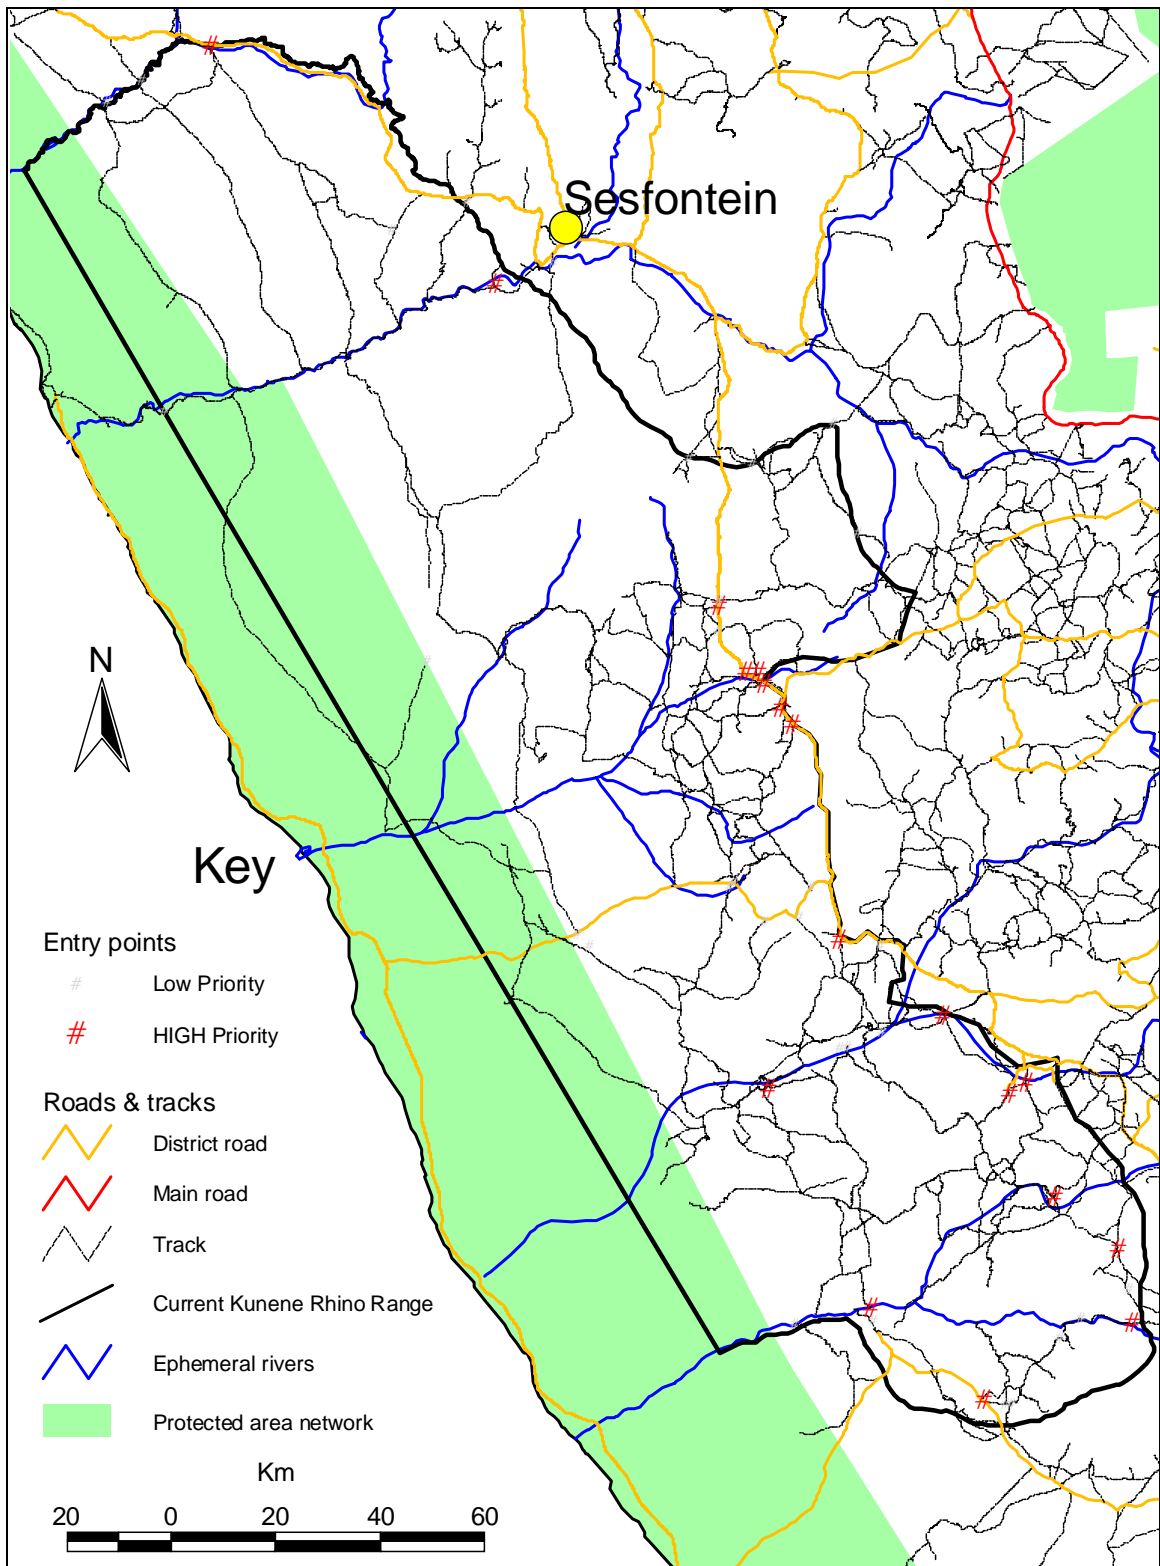 Sesfontein
N
Key
Entry points
# Low Priority
# HIGH Priority
Roads & tracks
District road
Main road
Track
Current Kunene Rhino Range
Ephemeral rivers
Protected area network
Km
20 0 20 40 60